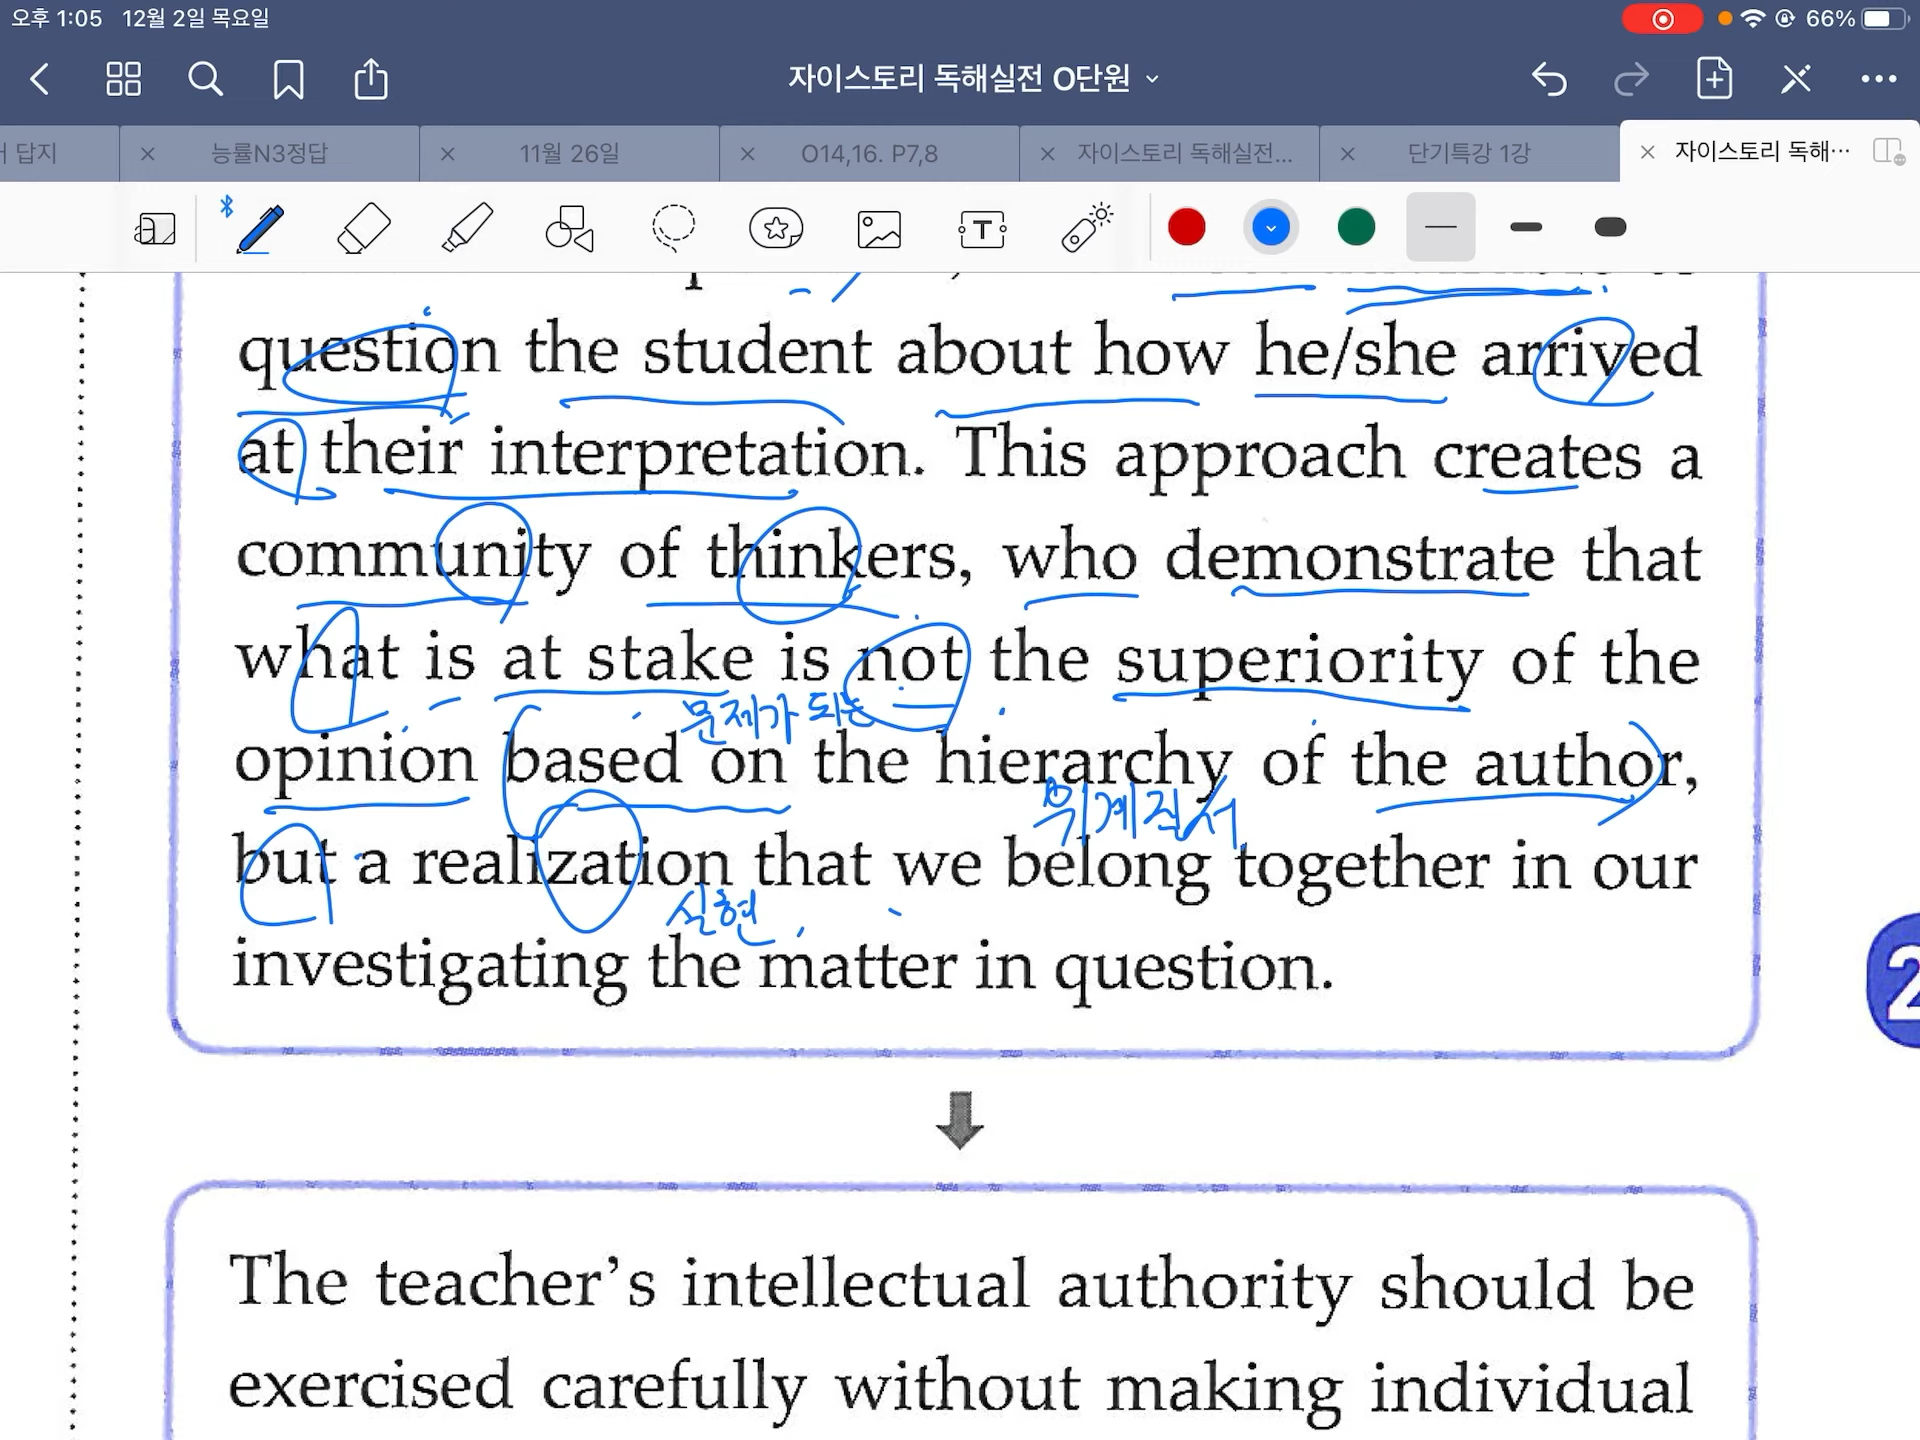 오후 1:05 12월 2일 목요일 66%
자이스토리 독해실전 O단원
답지 능률N3정답 11월 26일 O14,16. P7,8 자이스토리 독해실전... 단기특강 1강 자이스토리 독해...
question the student about how he/she arrived
at their interpretation. This approach creates a
community of thinkers, who demonstrate that
what is at stake is not the superiority of the
문제가 되는
opinion based on the hierarchy of the author,
위계질서
but a realization that we belong together in our
실현
investigating the matter in question.
2
The teacher's intellectual authority should be
exercised carefully without making individual